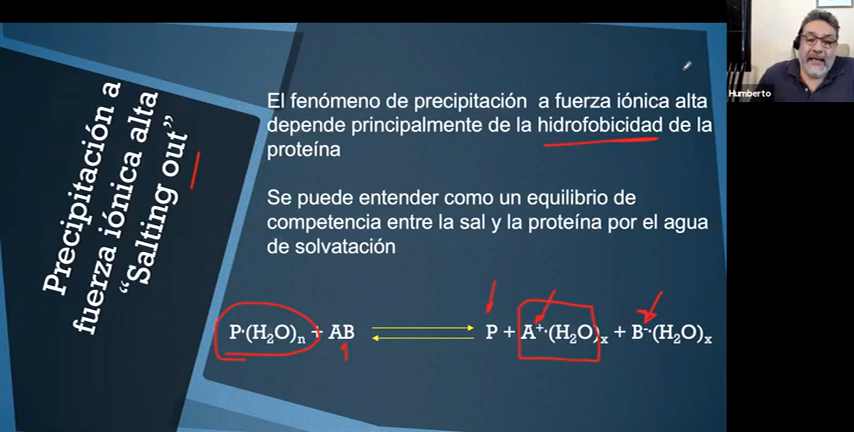 Precipitación a
fuerza iónica alta
“Salting out”
El fenómeno de precipitación a fuerza iónica alta
depende principalmente de la hidrofobicidad de la
proteína
Se puede entender como un equilibrio de
competencia entre la sal y la proteína por el agua
de solvatación
P·(H₂O)ₙ + AB ⇄ P + A⁺·(H₂O)ₓ + B⁻·(H₂O)ₓ
Humberto